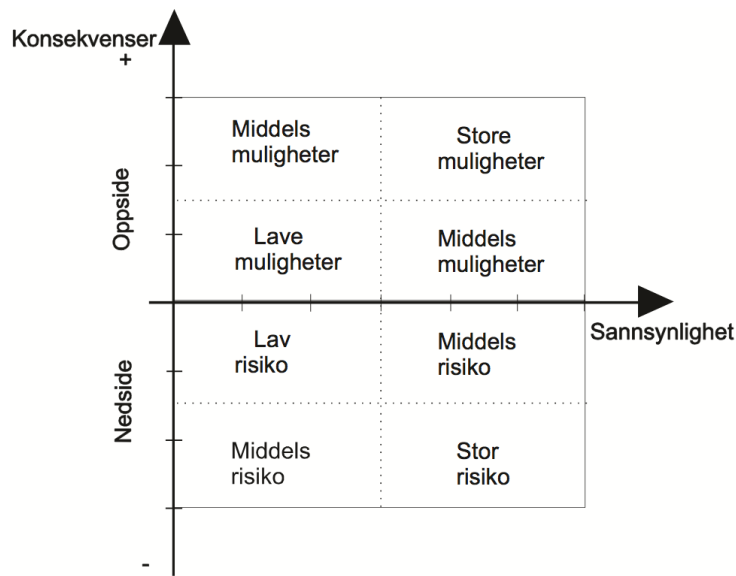 Konsekvenser
+
Middels
muligheter
Store
muligheter
Oppside
Lave
muligheter
Middels
muligheter
Sannsynlighet
Lav
risiko
Middels
risiko
Nedside
Middels
risiko
Stor
risiko
-